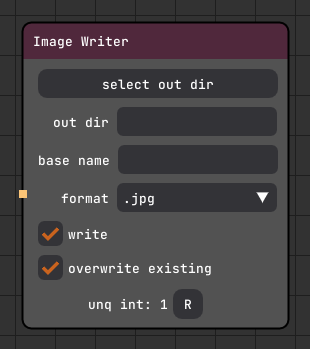 Image Writer
select out dir
out dir
base name
format .jpg
write
overwrite existing
unq int: 1 R